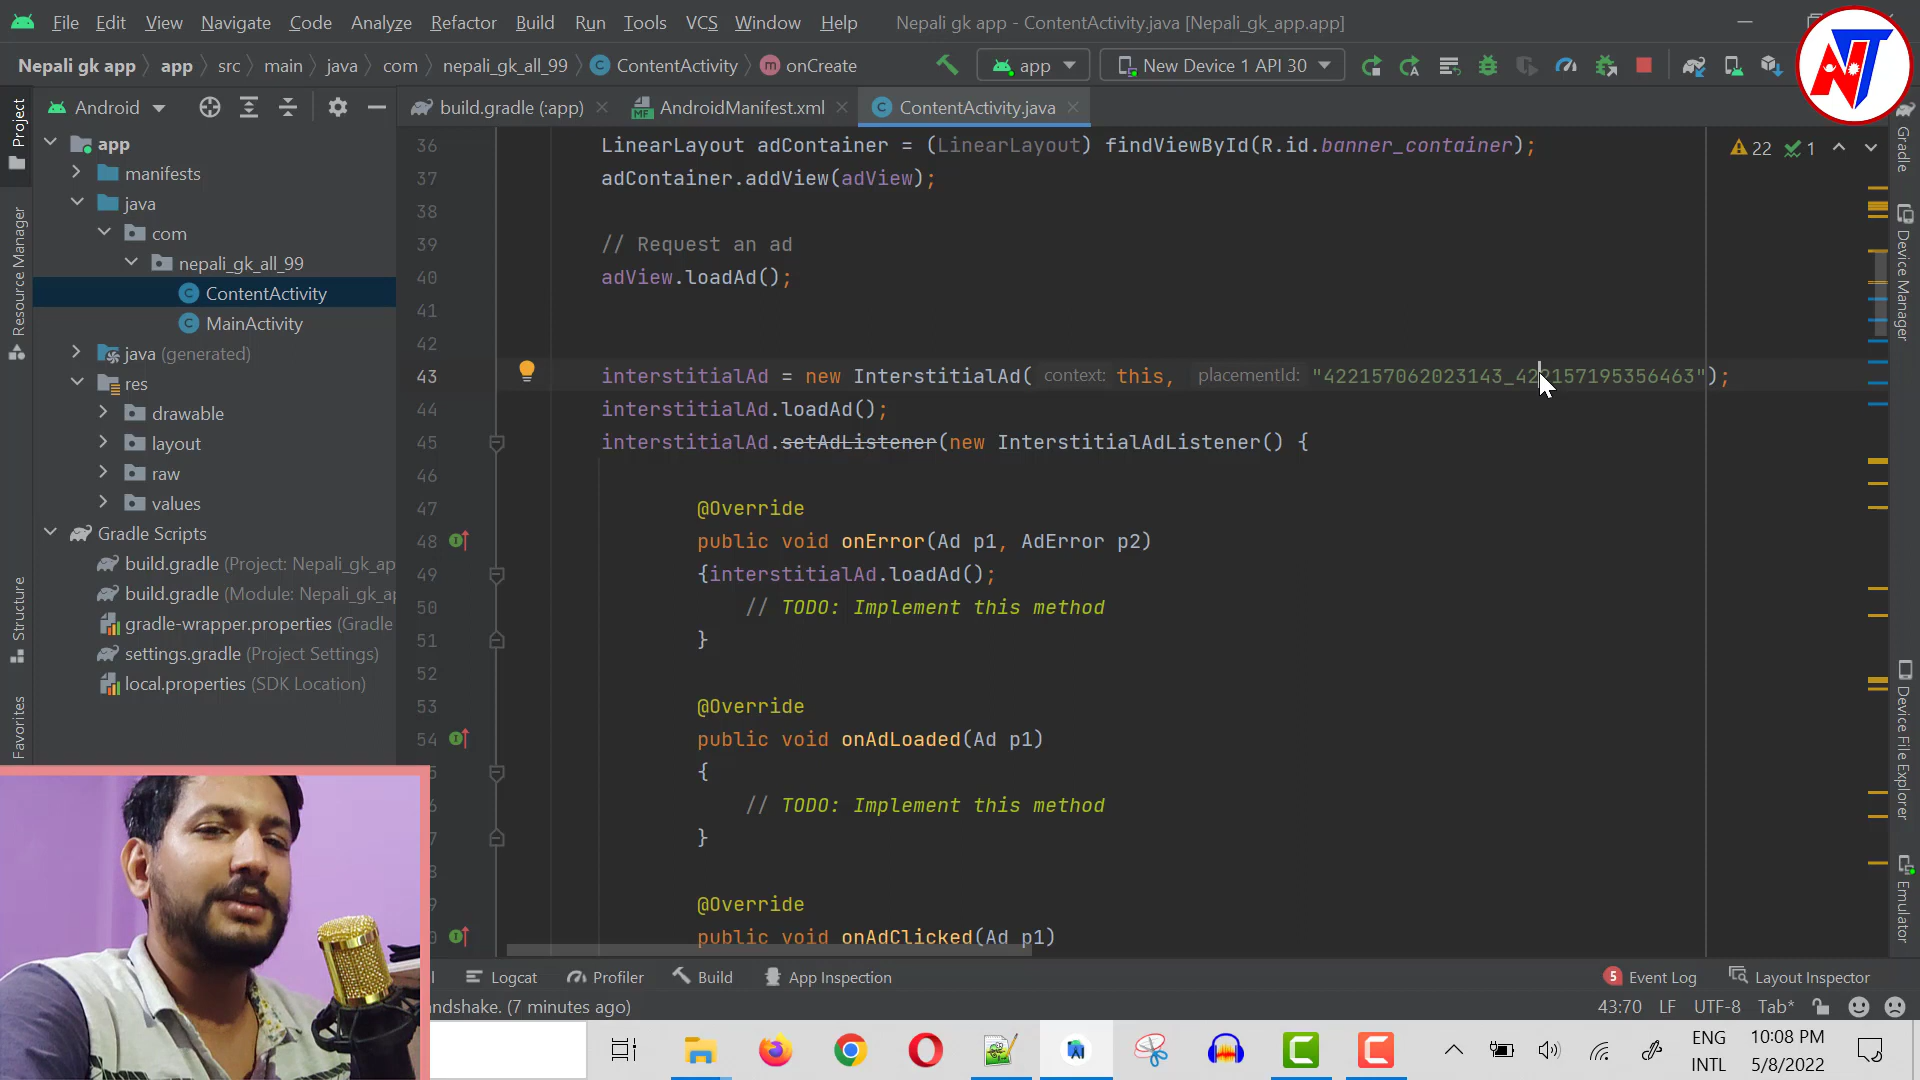 File Edit View Navigate Code Analyze Refactor Build Run Tools VCS Window Help Nepali gk app - ContentActivity.java [Nepali_gk_app.app]
Nepali gk app app src main java com nepali_gk_all_99 ContentActivity onCreate app New Device 1 API 30
NT
Android build.gradle (:app) AndroidManifest.xml ContentActivity.java
Project
Resource Manager
Structure
Favorites
app
manifests
java
com
nepali_gk_all_99
ContentActivity
MainActivity
java (generated)
res
drawable
layout
raw
values
Gradle Scripts
build.gradle (Project: Nepali_gk_ap
build.gradle (Module: Nepali_gk_a
gradle-wrapper.properties (Gradle
settings.gradle (Project Settings)
local.properties (SDK Location)
36 LinearLayout adContainer = (LinearLayout) findViewById(R.id.banner_container);
37 adContainer.addView(adView);
38
39 // Request an ad
40 adView.loadAd();
41
42
43 interstitialAd = new InterstitialAd( context: this, placementId: "422157062023143_422157195356463");
44 interstitialAd.loadAd();
45 interstitialAd.setAdListener(new InterstitialAdListener() {
46
47 @Override
48 public void onError(Ad p1, AdError p2)
49 {interstitialAd.loadAd();
50 // TODO: Implement this method
51 }
52
53 @Override
54 public void onAdLoaded(Ad p1)
{
// TODO: Implement this method
}
@Override
public void onAdClicked(Ad p1)
22 1
Gradle
Device Manager
Device File Explorer
Emulator
Logcat Profiler Build App Inspection 5 Event Log Layout Inspector
andshake. (7 minutes ago) 43:70 LF UTF-8 Tab*
ENG
INTL
10:08 PM
5/8/2022